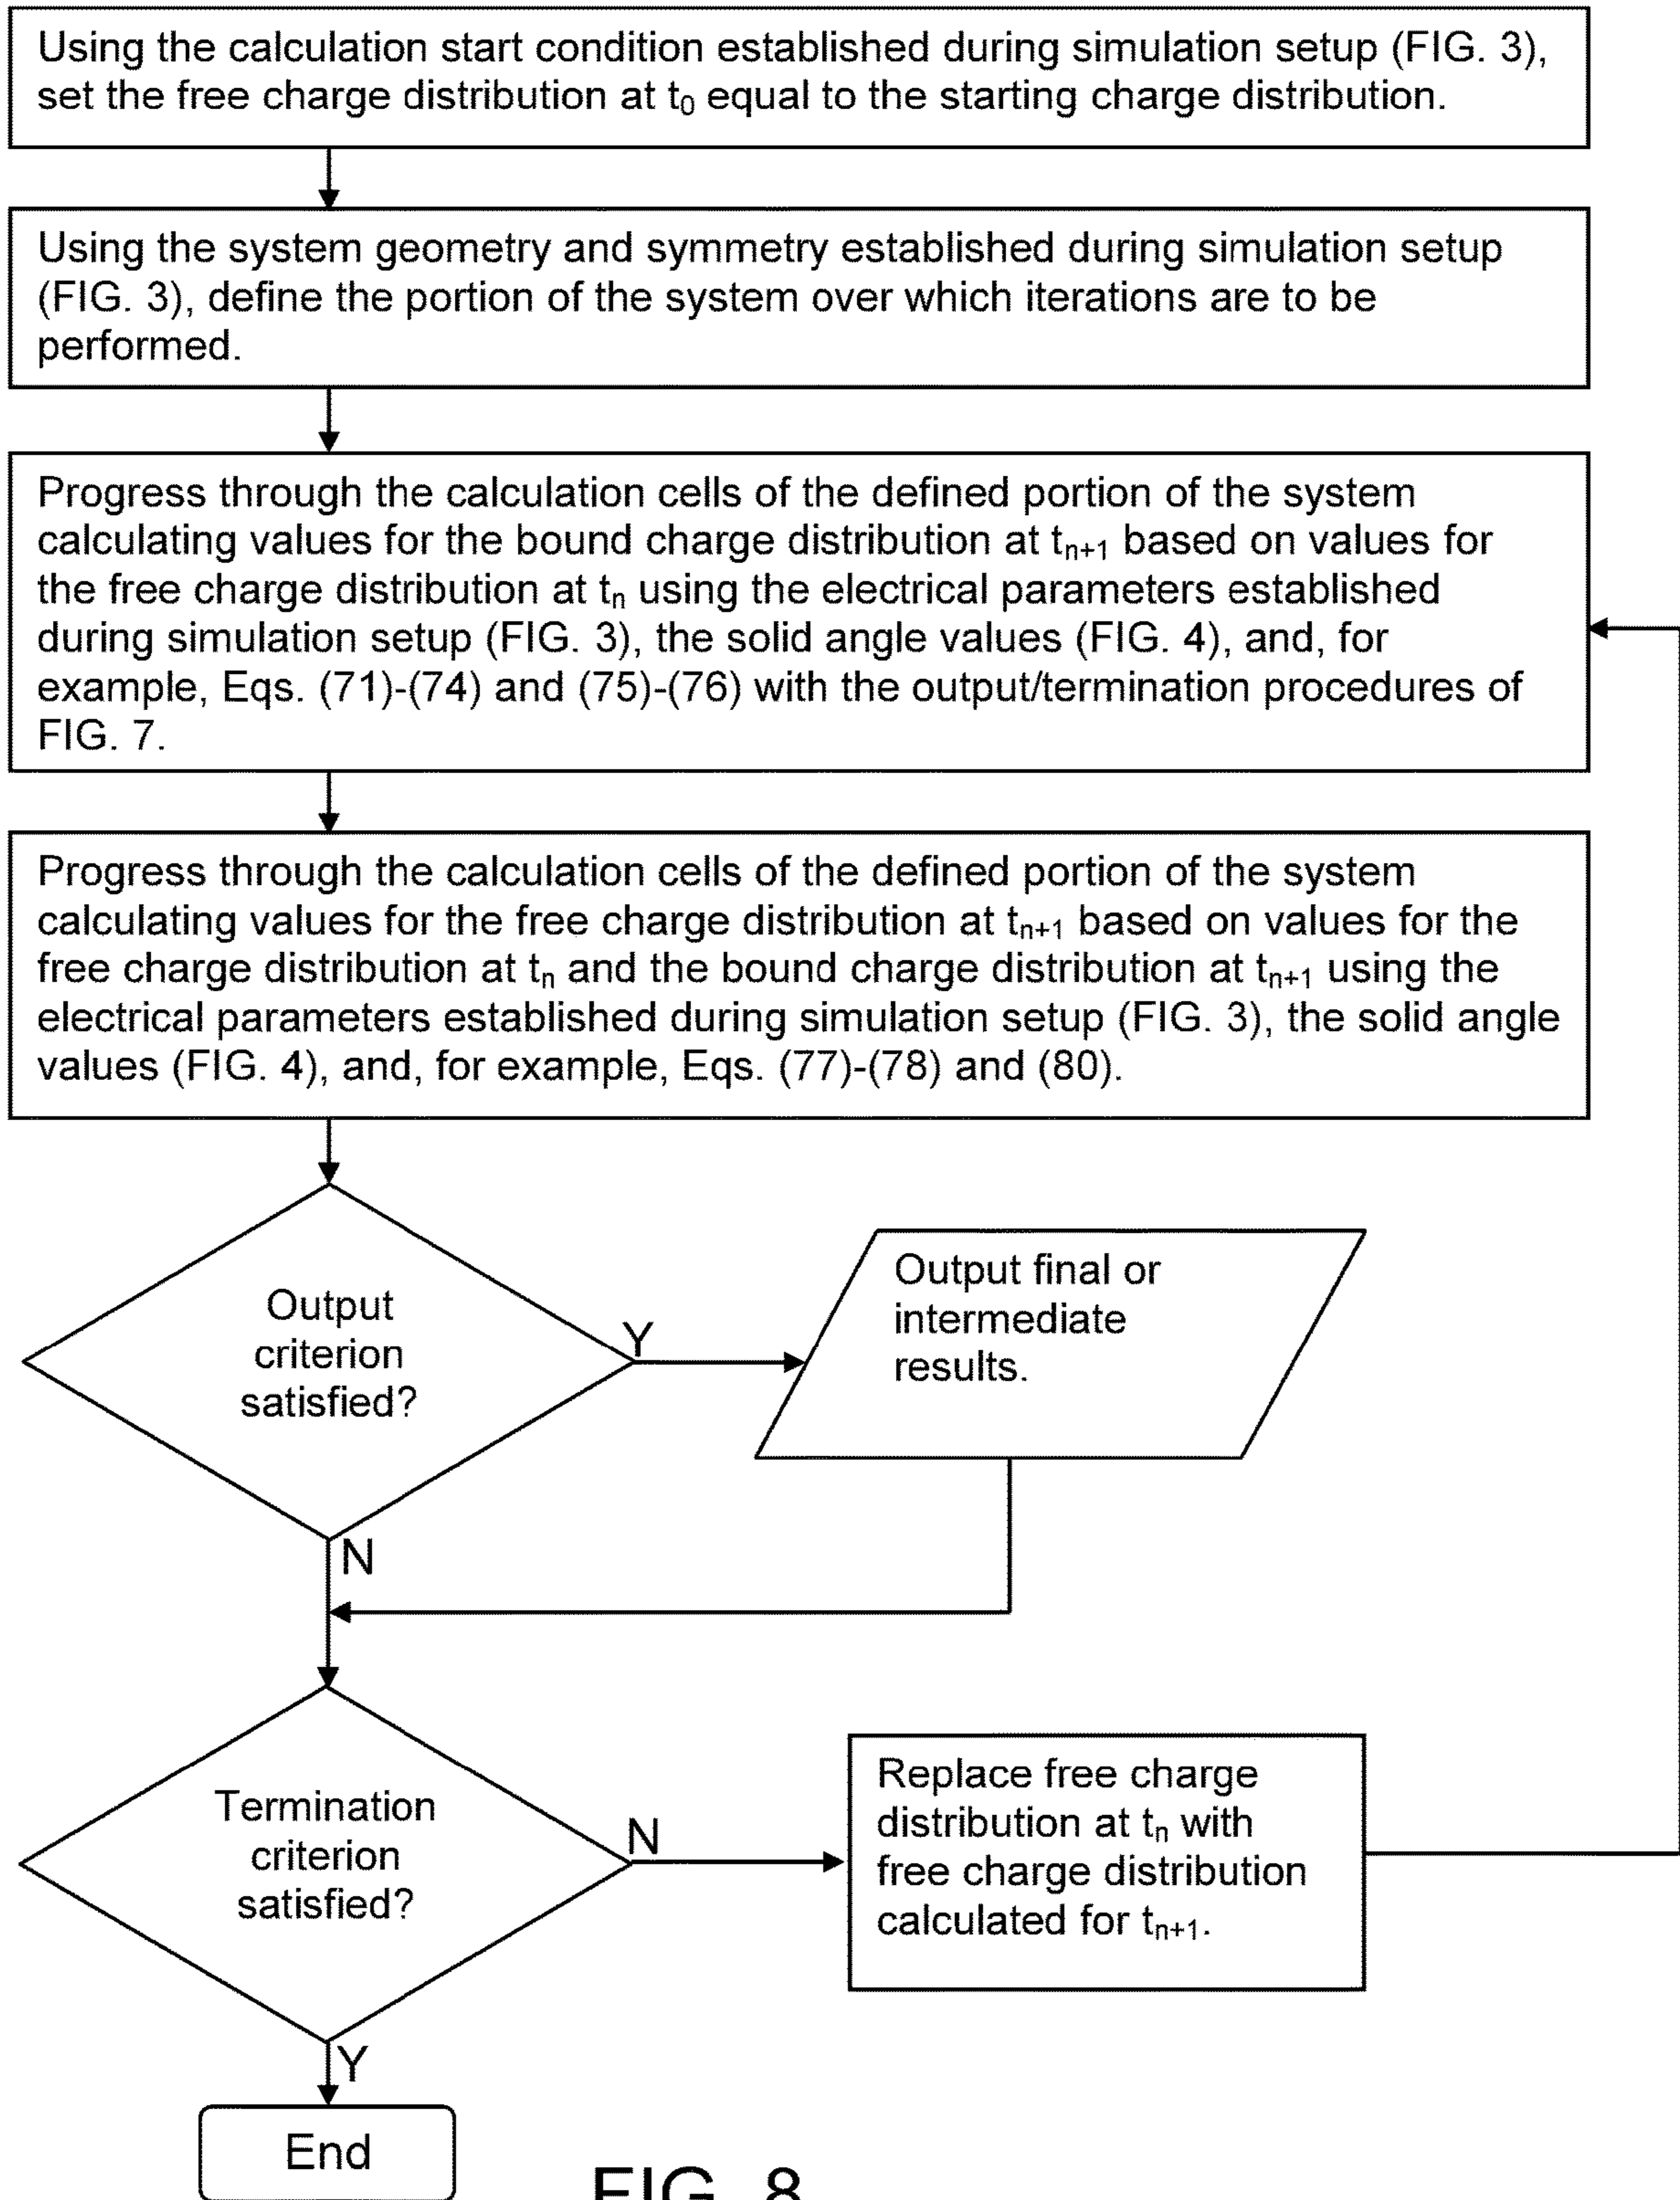 Using the calculation start condition established during simulation setup (FIG. 3),
set the free charge distribution at t₀ equal to the starting charge distribution.
Using the system geometry and symmetry established during simulation setup
(FIG. 3), define the portion of the system over which iterations are to be
performed.
Progress through the calculation cells of the defined portion of the system
calculating values for the bound charge distribution at tₙ₊₁ based on values for
the free charge distribution at tₙ using the electrical parameters established
during simulation setup (FIG. 3), the solid angle values (FIG. 4), and, for
example, Eqs. (71)-(74) and (75)-(76) with the output/termination procedures of
FIG. 7.
Progress through the calculation cells of the defined portion of the system
calculating values for the free charge distribution at tₙ₊₁ based on values for the
free charge distribution at tₙ and the bound charge distribution at tₙ₊₁ using the
electrical parameters established during simulation setup (FIG. 3), the solid angle
values (FIG. 4), and, for example, Eqs. (77)-(78) and (80).
Output
criterion
satisfied?
Y
Output final or
intermediate
results.
N
Termination
criterion
satisfied?
N
Replace free charge
distribution at tₙ with
free charge distribution
calculated for tₙ₊₁.
Y
End
FIG. 8